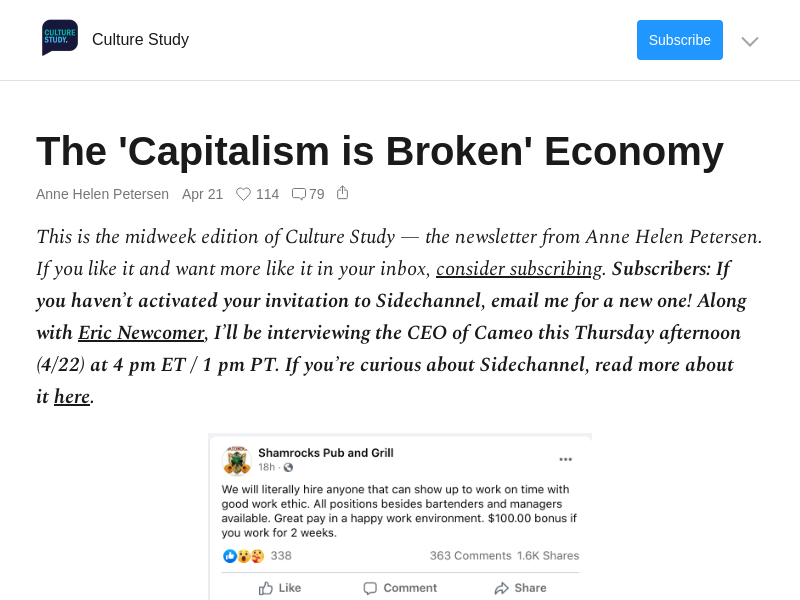 CULTURE
STUDY.
Culture Study
Subscribe
The 'Capitalism is Broken' Economy
Anne Helen Petersen Apr 21 114 79
This is the midweek edition of Culture Study — the newsletter from Anne Helen Petersen.
If you like it and want more like it in your inbox, consider subscribing. Subscribers: If
you haven’t activated your invitation to Sidechannel, email me for a new one! Along
with Eric Newcomer, I’ll be interviewing the CEO of Cameo this Thursday afternoon
(4/22) at 4 pm ET / 1 pm PT. If you’re curious about Sidechannel, read more about
it here.
Shamrocks Pub and Grill
18h ·
We will literally hire anyone that can show up to work on time with
good work ethic. All positions besides bartenders and managers
available. Great pay in a happy work environment. $100.00 bonus if
you work for 2 weeks.
338 363 Comments 1.6K Shares
Like Comment Share